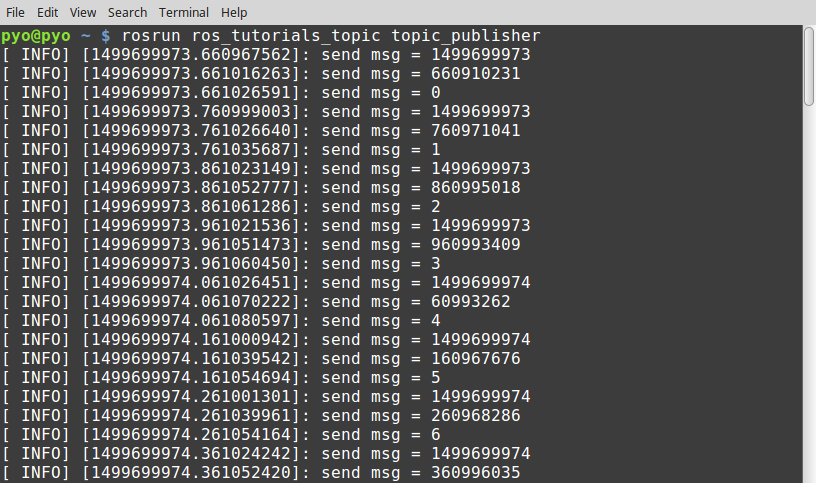 File Edit View Search Terminal Help
pyo@pyo ~ $ rosrun ros_tutorials_topic topic_publisher
[ INFO] [1499699973.660967562]: send msg = 1499699973
[ INFO] [1499699973.661016263]: send msg = 660910231
[ INFO] [1499699973.661026591]: send msg = 0
[ INFO] [1499699973.760999003]: send msg = 1499699973
[ INFO] [1499699973.761026640]: send msg = 760971041
[ INFO] [1499699973.761035687]: send msg = 1
[ INFO] [1499699973.861023149]: send msg = 1499699973
[ INFO] [1499699973.861052777]: send msg = 860995018
[ INFO] [1499699973.861061286]: send msg = 2
[ INFO] [1499699973.961021536]: send msg = 1499699973
[ INFO] [1499699973.961051473]: send msg = 960993409
[ INFO] [1499699973.961060450]: send msg = 3
[ INFO] [1499699974.061026451]: send msg = 1499699974
[ INFO] [1499699974.061070222]: send msg = 60993262
[ INFO] [1499699974.061080597]: send msg = 4
[ INFO] [1499699974.161000942]: send msg = 1499699974
[ INFO] [1499699974.161039542]: send msg = 160967676
[ INFO] [1499699974.161054694]: send msg = 5
[ INFO] [1499699974.261001301]: send msg = 1499699974
[ INFO] [1499699974.261039961]: send msg = 260968286
[ INFO] [1499699974.261054164]: send msg = 6
[ INFO] [1499699974.361024242]: send msg = 1499699974
[ INFO] [1499699974.361052420]: send msg = 360996035